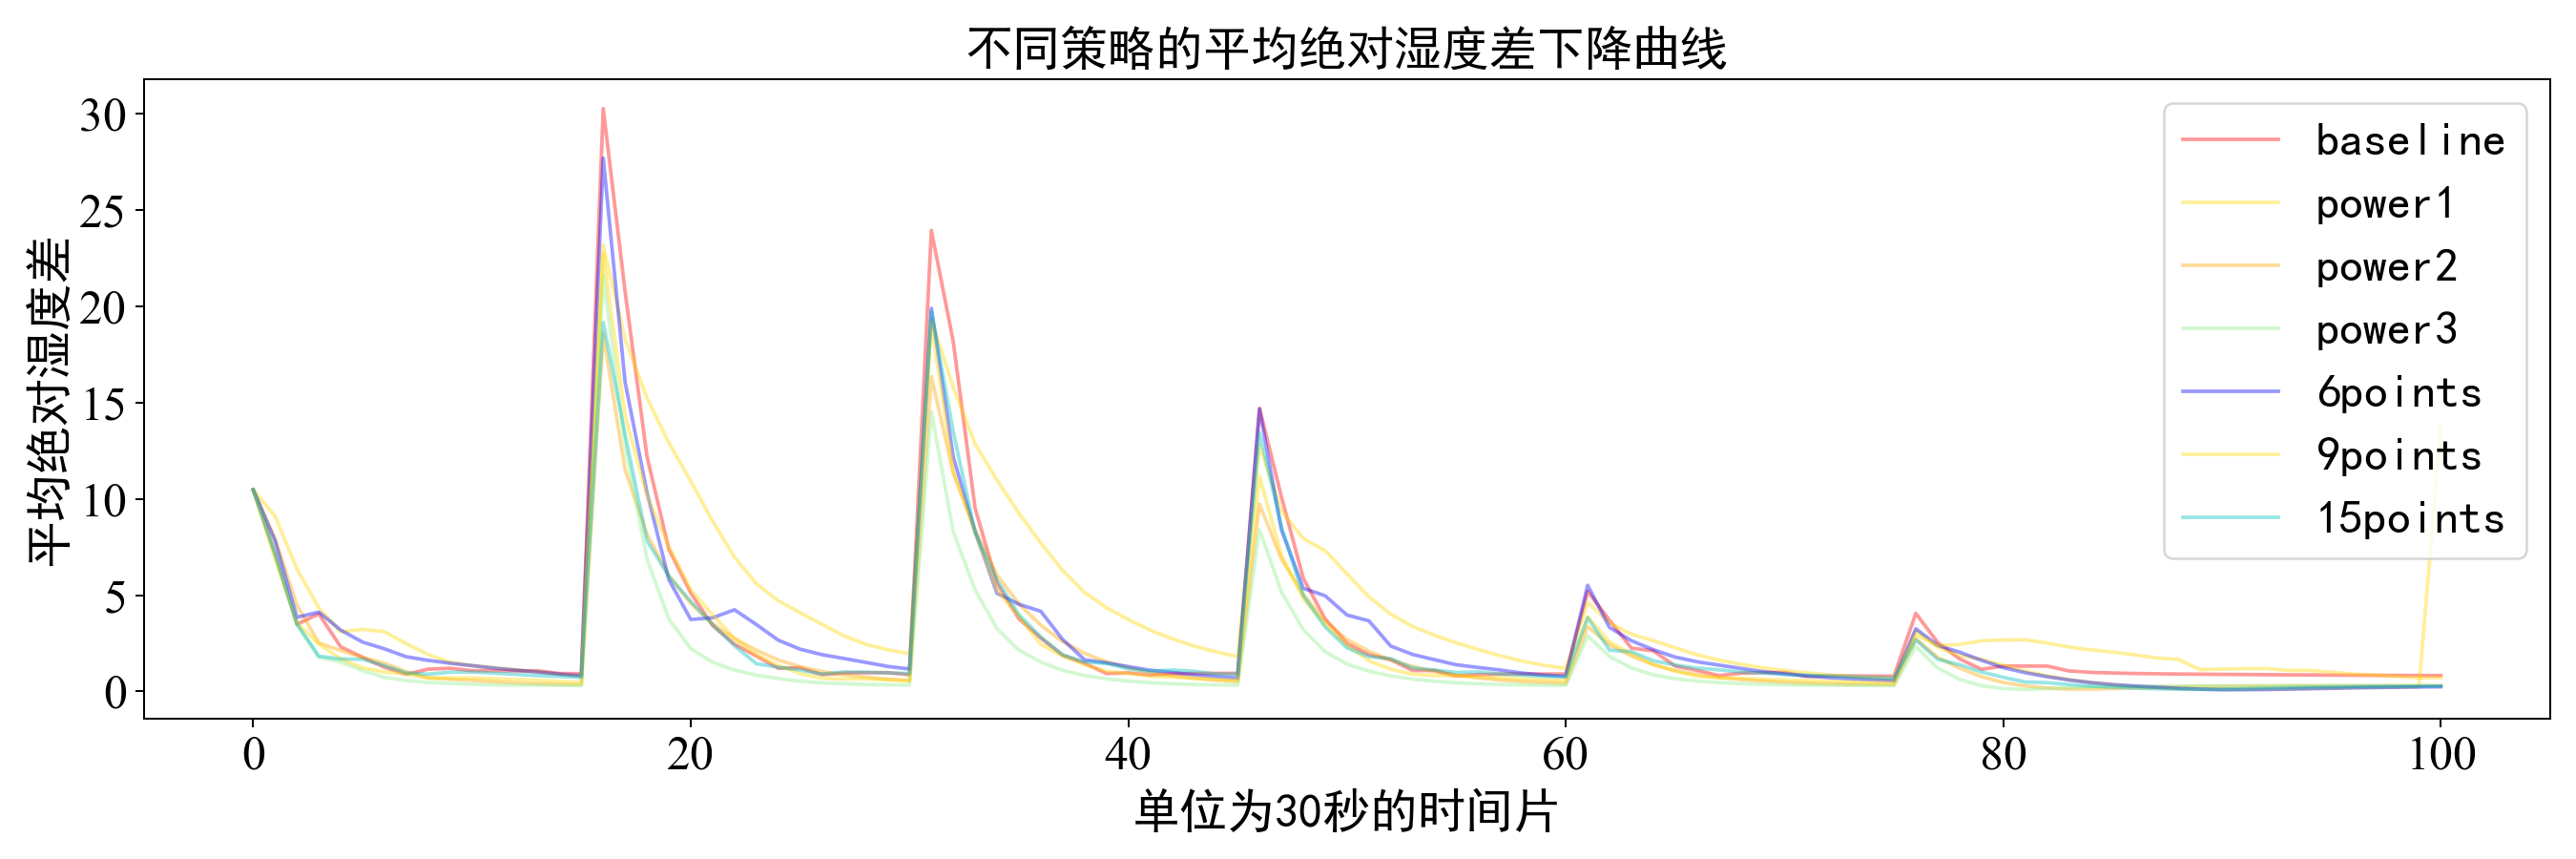 不同策略的平均绝对湿度差下降曲线
平均绝对湿度差
30
25
20
15
10
5
0
0 20 40 60 80 100
单位为30秒的时间片
baseline
power1
power2
power3
6points
9points
15points